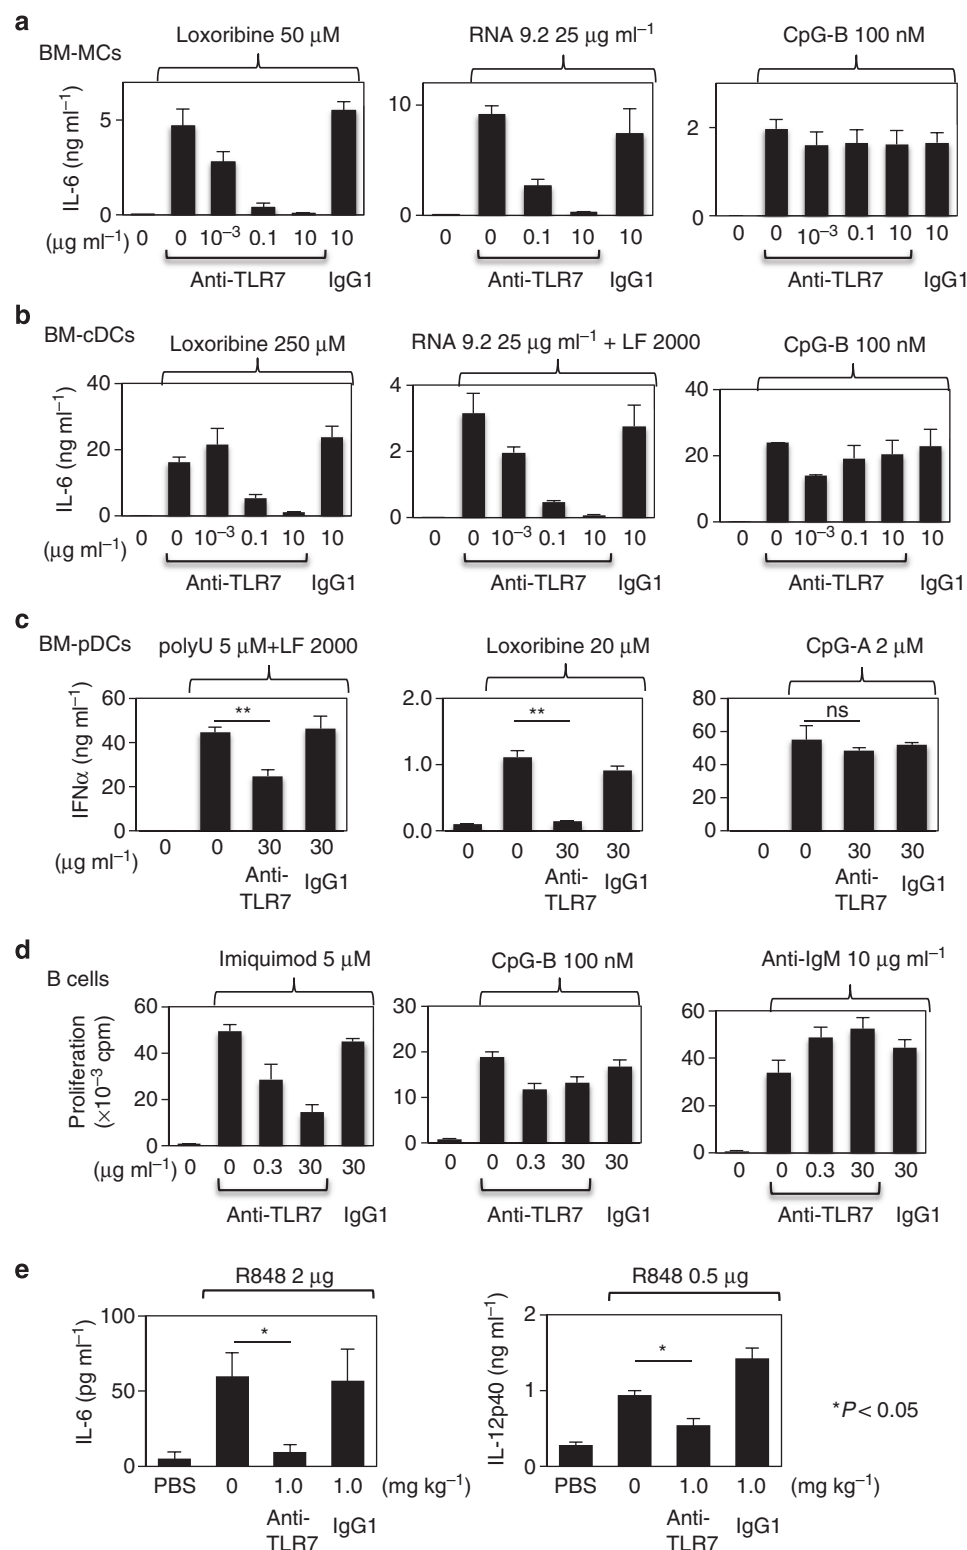 a
BM-MCs
Loxoribine 50 μM
RNA 9.2 25 μg ml⁻¹
CpG-B 100 nM
IL-6 (ng ml⁻¹)
5
0
10
0
2
0
(μg ml⁻¹)
0 0 10⁻³ 0.1 10 10
0 0 0.1 10 10
0 0 10⁻³ 0.1 10 10
Anti-TLR7 IgG1
Anti-TLR7 IgG1
Anti-TLR7 IgG1
b
BM-cDCs
Loxoribine 250 μM
RNA 9.2 25 μg ml⁻¹ + LF 2000
CpG-B 100 nM
IL-6 (ng ml⁻¹)
40
20
0
4
2
0
40
20
0
(μg ml⁻¹)
0 0 10⁻³ 0.1 10 10
0 0 10⁻³ 0.1 10 10
0 0 10⁻³ 0.1 10 10
Anti-TLR7 IgG1
Anti-TLR7 IgG1
Anti-TLR7 IgG1
c
BM-pDCs
polyU 5 μM+LF 2000
Loxoribine 20 μM
CpG-A 2 μM
IFNα (ng ml⁻¹)
60
40
20
0
**
2.0
1.0
0.0
**
80
60
40
20
0
ns
(μg ml⁻¹)
0 0 30 30
0 0 30 30
0 0 30 30
Anti-
TLR7
IgG1
Anti-
TLR7
IgG1
Anti-
TLR7
IgG1
d
B cells
Imiquimod 5 μM
CpG-B 100 nM
Anti-IgM 10 μg ml⁻¹
Proliferation
(×10⁻³ cpm)
60
40
20
0
30
20
10
0
60
40
20
0
(μg ml⁻¹)
0 0 0.3 30 30
0 0 0.3 30 30
0 0 0.3 30 30
Anti-TLR7 IgG1
Anti-TLR7 IgG1
Anti-TLR7 IgG1
e
R848 2 μg
R848 0.5 μg
IL-6 (pg ml⁻¹)
100
50
0
*
PBS 0 1.0 1.0 (mg kg⁻¹)
Anti-
TLR7
IgG1
IL-12p40 (ng ml⁻¹)
2
1
0
*
PBS 0 1.0 1.0 (mg kg⁻¹)
Anti-
TLR7
IgG1
*P < 0.05